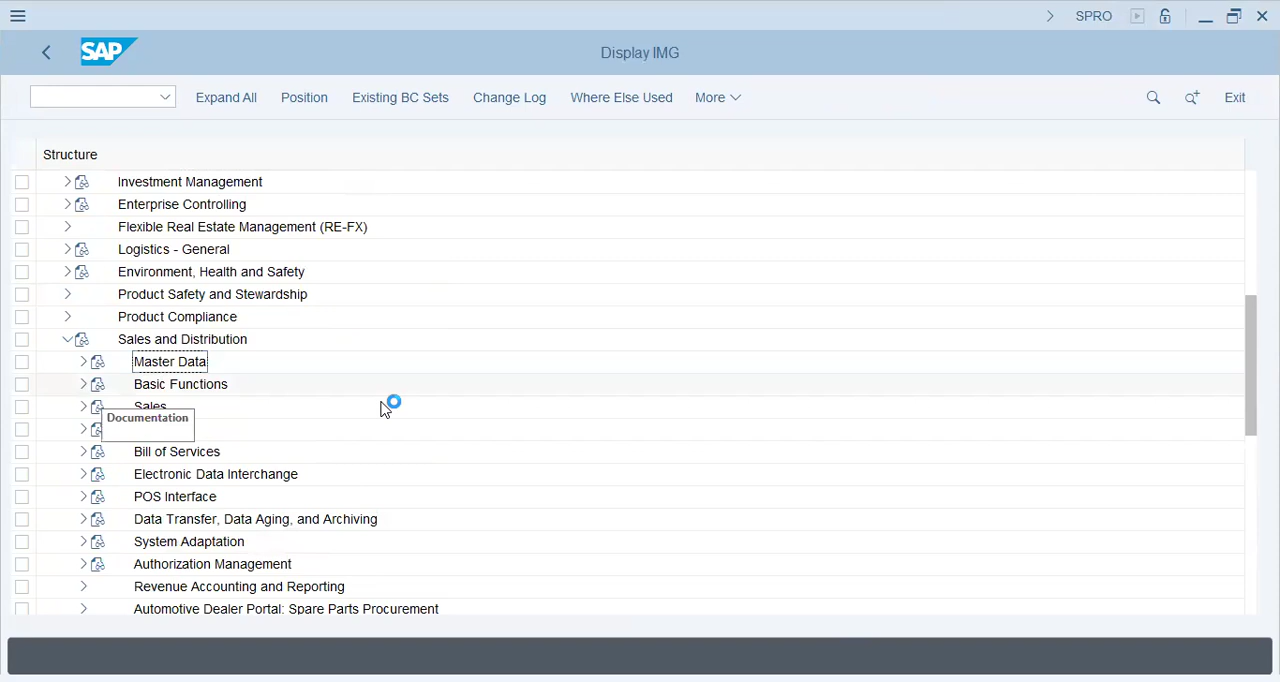 SPRO
SAP
Display IMG
Expand All
Position
Existing BC Sets
Change Log
Where Else Used
More
Exit
Structure
Investment Management
Enterprise Controlling
Flexible Real Estate Management (RE-FX)
Logistics - General
Environment, Health and Safety
Product Safety and Stewardship
Product Compliance
Sales and Distribution
Master Data
Basic Functions
Sales
Documentation
Bill of Services
Electronic Data Interchange
POS Interface
Data Transfer, Data Aging, and Archiving
System Adaptation
Authorization Management
Revenue Accounting and Reporting
Automotive Dealer Portal: Spare Parts Procurement